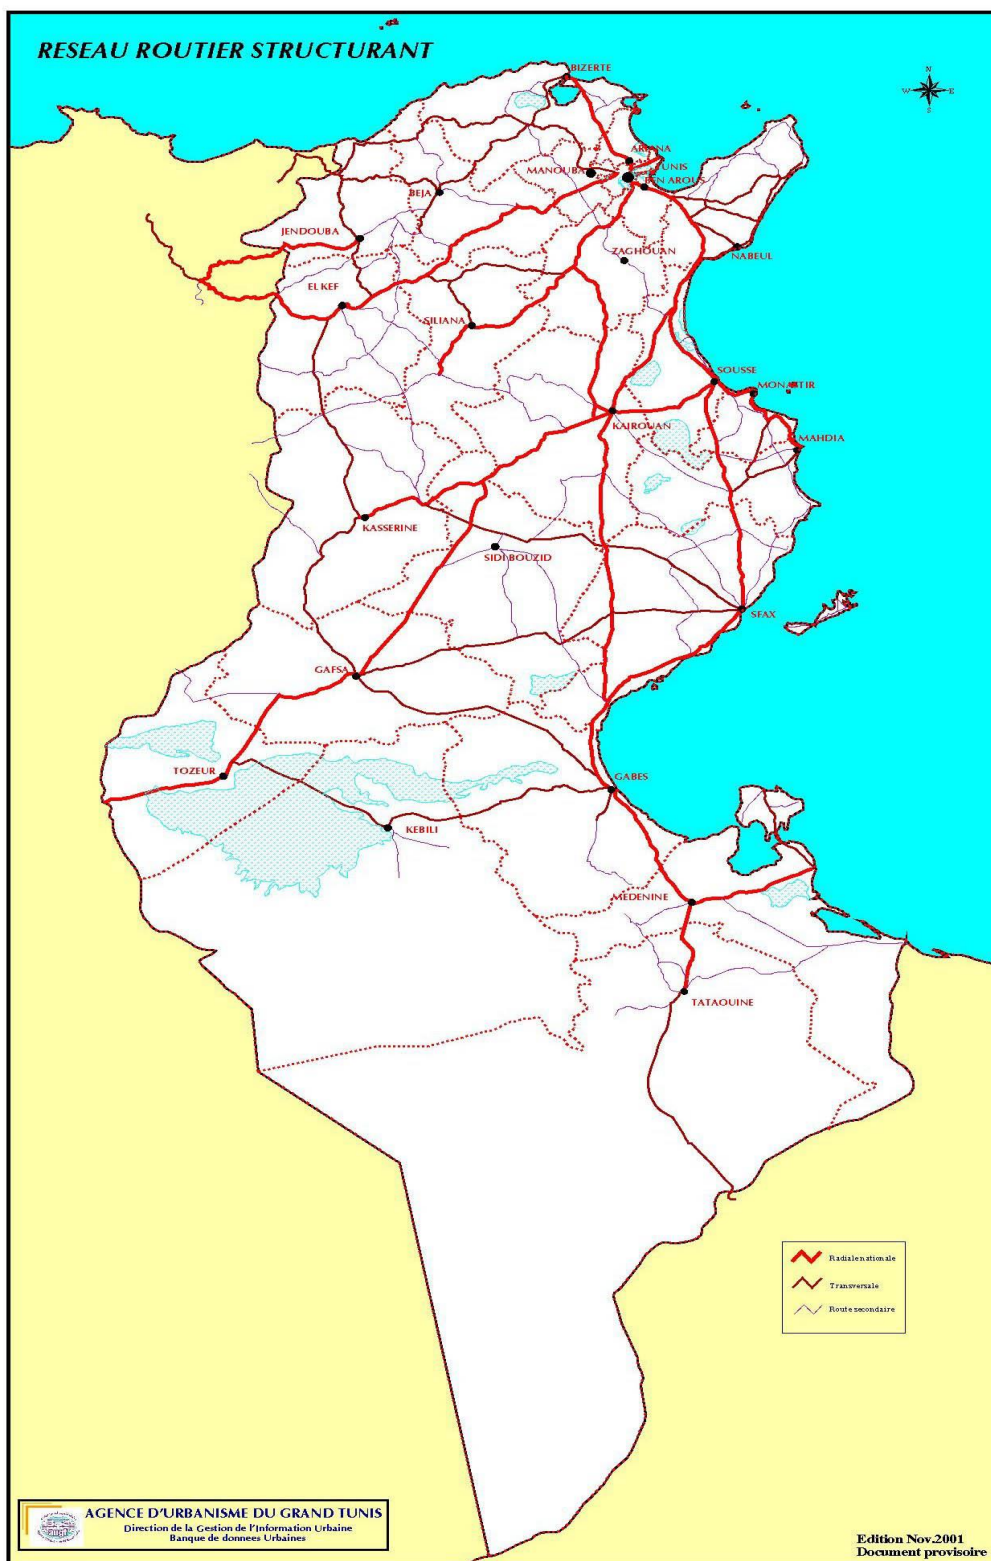 RESEAU ROUTIER STRUCTURANT
BIZERTE
N
W E
S
ARIANA
MANOUBA
TUNIS
BEN AROUS
BEJA
JENDOUBA
ZAGHOUAN
NABEUL
EL KEF
SILIANA
SOUSSE
MONASTIR
KAIROUAN
MAHDIA
KASSERINE
SIDI BOUZID
SFAX
GAFSA
TOZEUR
GABES
KEBILI
MEDENINE
TATAOUINE
Radiale nationale
Transversale
Route secondaire
AGENCE D'URBANISME DU GRAND TUNIS
Direction de la Gestion de l'Information Urbaine
Banque de donnees Urbaines
Edition Nov.2001
Document provisoire